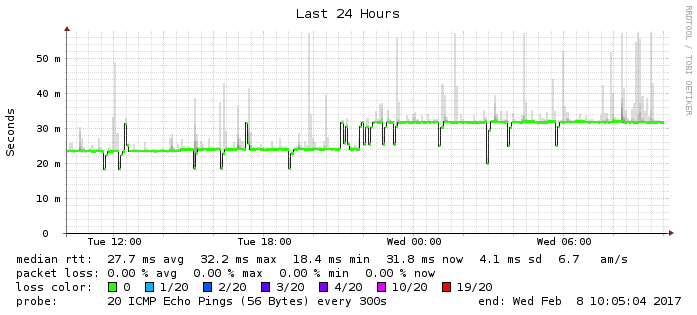 Last 24 Hours
RRDTOOL / TOBI OETIKER
Seconds
50 m
40 m
30 m
20 m
10 m
0
Tue 12:00 Tue 18:00 Wed 00:00 Wed 06:00
median rtt: 27.7 ms avg 32.2 ms max 18.4 ms min 31.8 ms now 4.1 ms sd 6.7 am/s
packet loss: 0.00 % avg 0.00 % max 0.00 % min 0.00 % now
loss color: 0 1/20 2/20 3/20 4/20 10/20 19/20
probe: 20 ICMP Echo Pings (56 Bytes) every 300s end: Wed Feb 8 10:05:04 2017